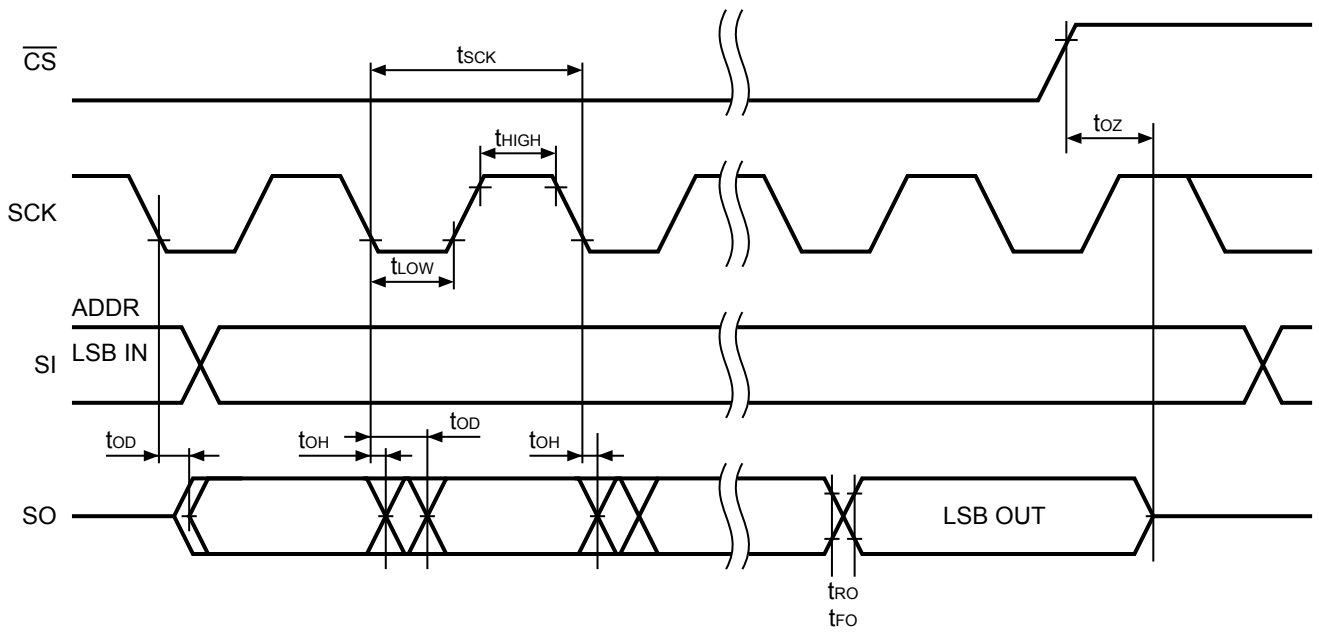 CS
tSCK
tHIGH
tOZ
SCK
tLOW
ADDR
SI
LSB IN
tOD
tOH
tOD
tOH
SO
LSB OUT
tRO
tFO